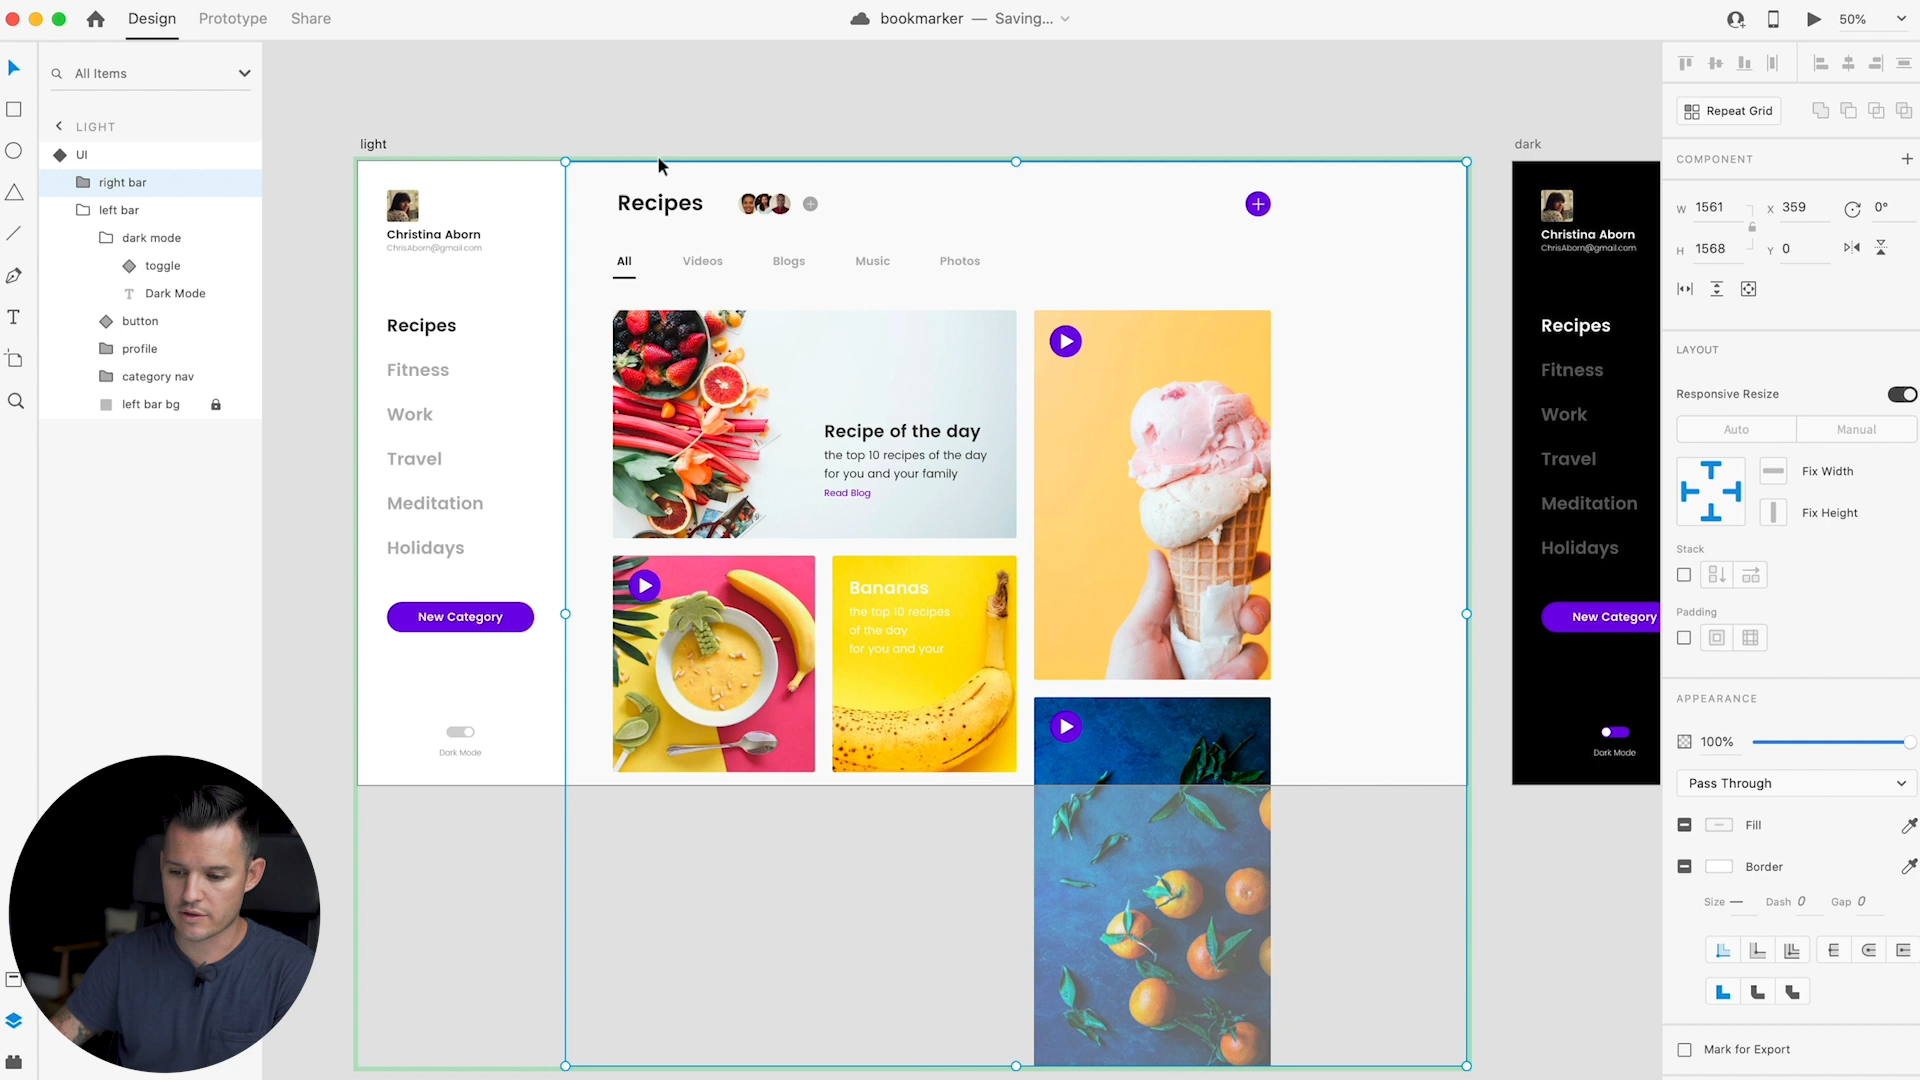 Design
Prototype
Share
bookmarker — Saving...
50%
All Items
LIGHT
UI
right bar
left bar
dark mode
toggle
Dark Mode
button
profile
category nav
left bar bg
light
Christina Aborn
ChrisAborn@gmail.com
Recipes
Fitness
Work
Travel
Meditation
Holidays
New Category
Dark Mode
Recipes
All
Videos
Blogs
Music
Photos
Recipe of the day
the top 10 recipes of the day
for you and your family
Read Blog
Bananas
the top 10 recipes
of the day
for you and your
dark
Christina Aborn
ChrisAborn@gmail.com
Recipes
Fitness
Work
Travel
Meditation
Holidays
New Category
Dark Mode
Repeat Grid
COMPONENT
W 1561
X 359
0°
H 1568
Y 0
LAYOUT
Responsive Resize
Auto
Manual
Fix Width
Fix Height
Stack
Padding
APPEARANCE
100%
Pass Through
Fill
Border
Size —
Dash 0
Gap 0
Mark for Export